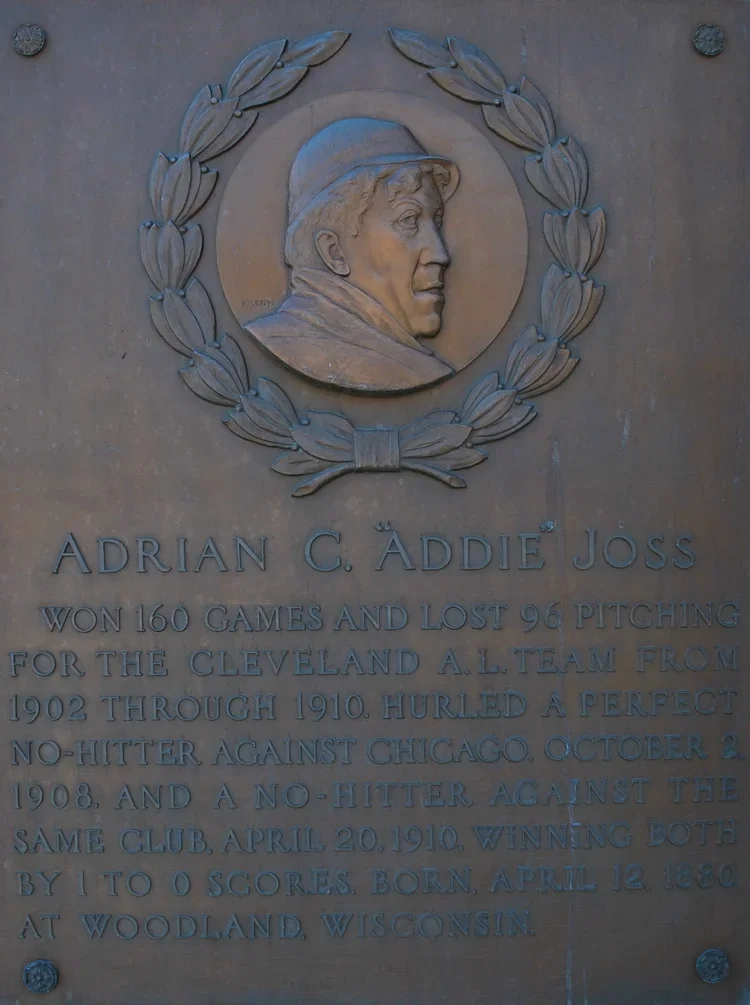 ADRIAN C. "ADDIE" JOSS
WON 160 GAMES AND LOST 96 PITCHING
FOR THE CLEVELAND A.L. TEAM FROM
1902 THROUGH 1910. HURLED A PERFECT
NO-HITTER AGAINST CHICAGO, OCTOBER 2,
1908, AND A NO-HITTER AGAINST THE
SAME CLUB, APRIL 20, 1910, WINNING BOTH
BY 1 TO 0 SCORES. BORN, APRIL 12, 1880,
AT WOODLAND, WISCONSIN.